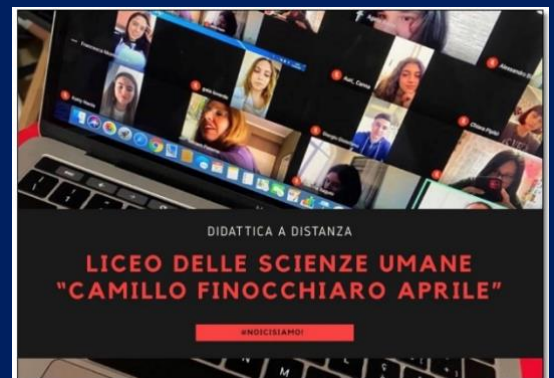 DIDATTICA A DISTANZA
LICEO DELLE SCIENZE UMANE
"CAMILLO FINOCCHIARO APRILE"
#NOICISIAMO!